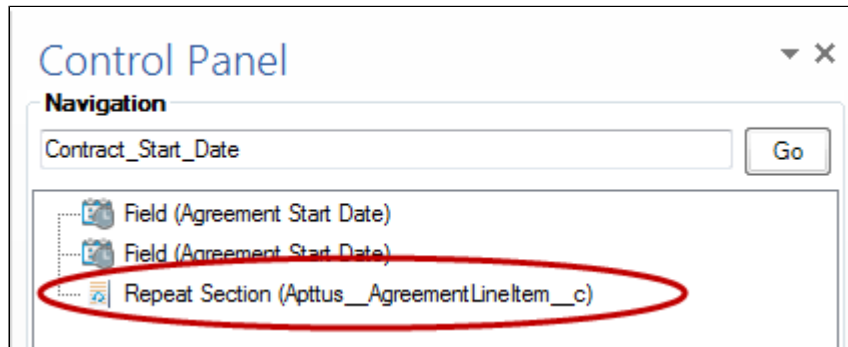 Control Panel
Navigation
Contract_Start_Date
Go
Field (Agreement Start Date)
Field (Agreement Start Date)
Repeat Section (Apttus__AgreementLineItem__c)